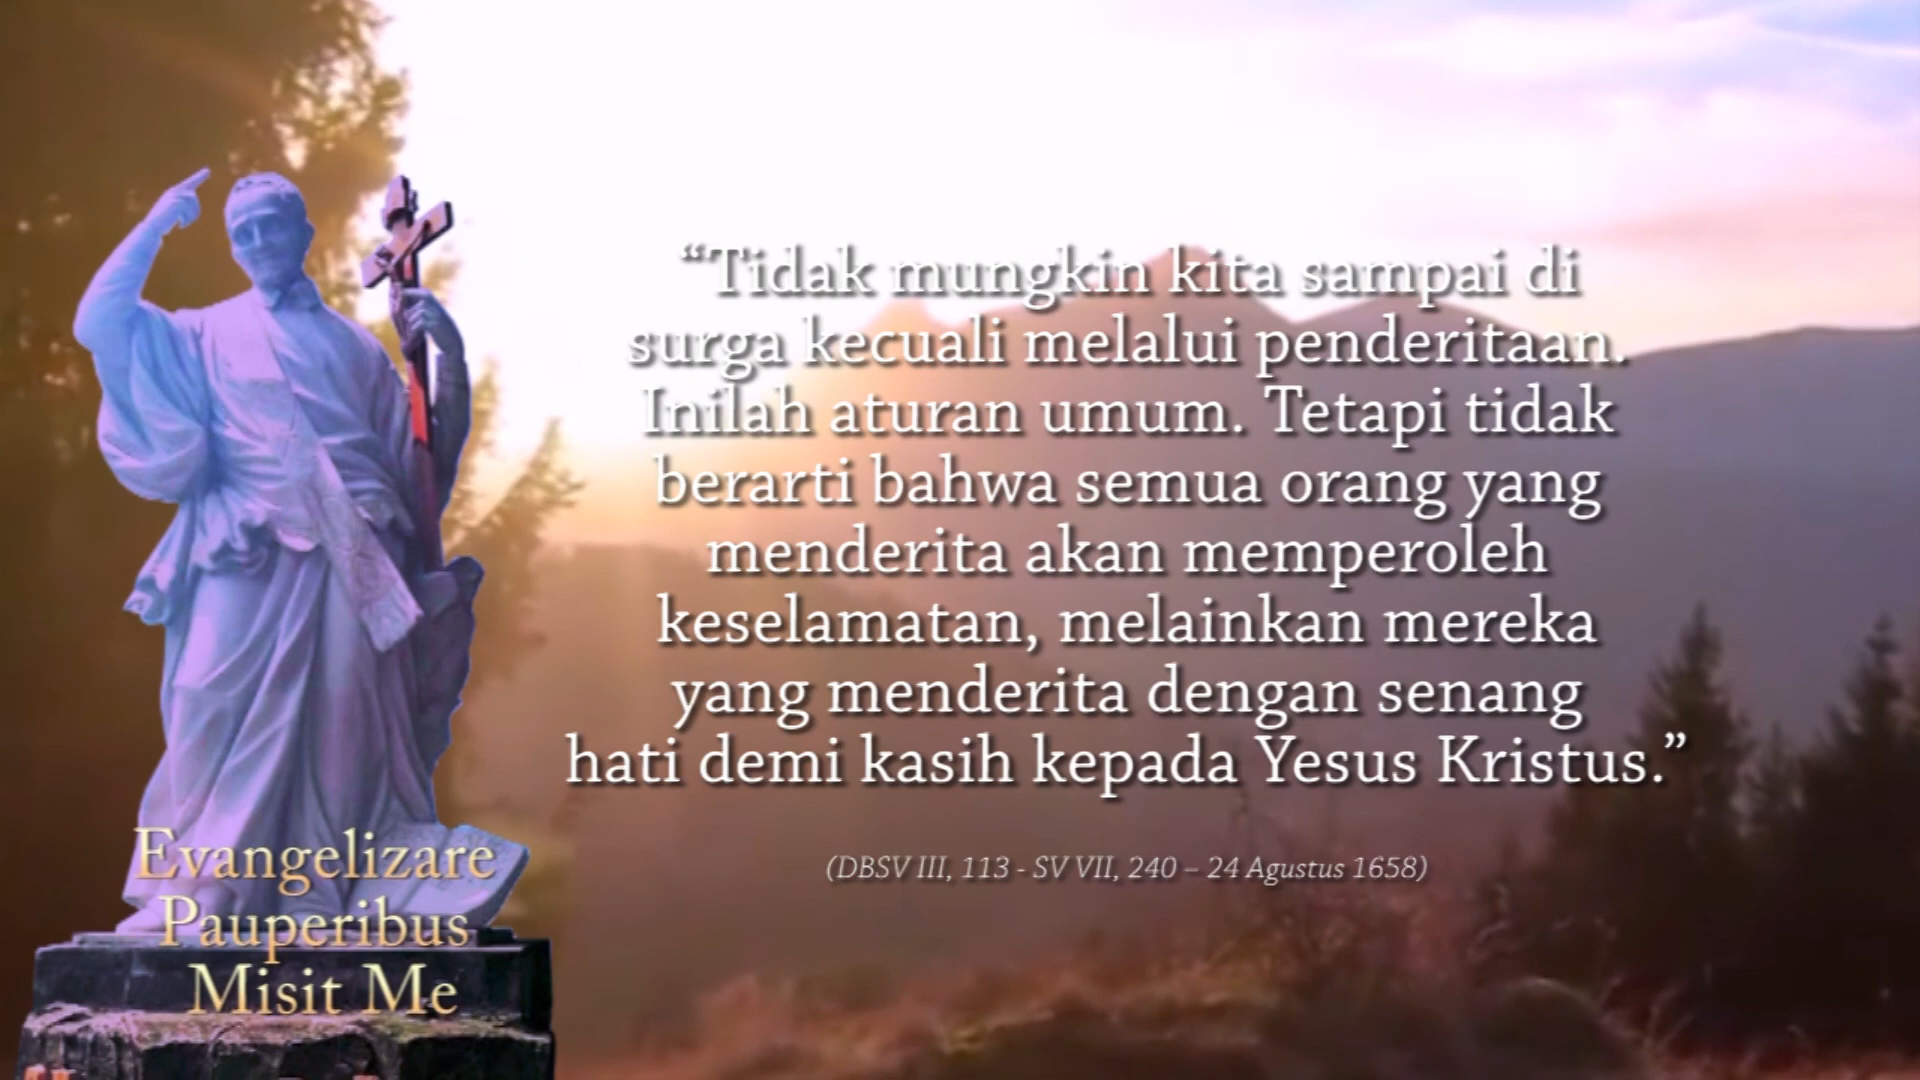 “Tidak mungkin kita sampai di
surga kecuali melalui penderitaan.
Inilah aturan umum. Tetapi tidak
berarti bahwa semua orang yang
menderita akan memperoleh
keselamatan, melainkan mereka
yang menderita dengan senang
hati demi kasih kepada Yesus Kristus.”
(DBSV III, 113 - SV VII, 240 – 24 Agustus 1658)
Evangelizare
Pauperibus
Misit Me